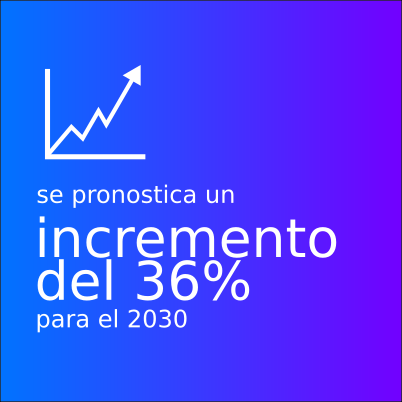 se pronostica un
incremento
del 36%
para el 2030